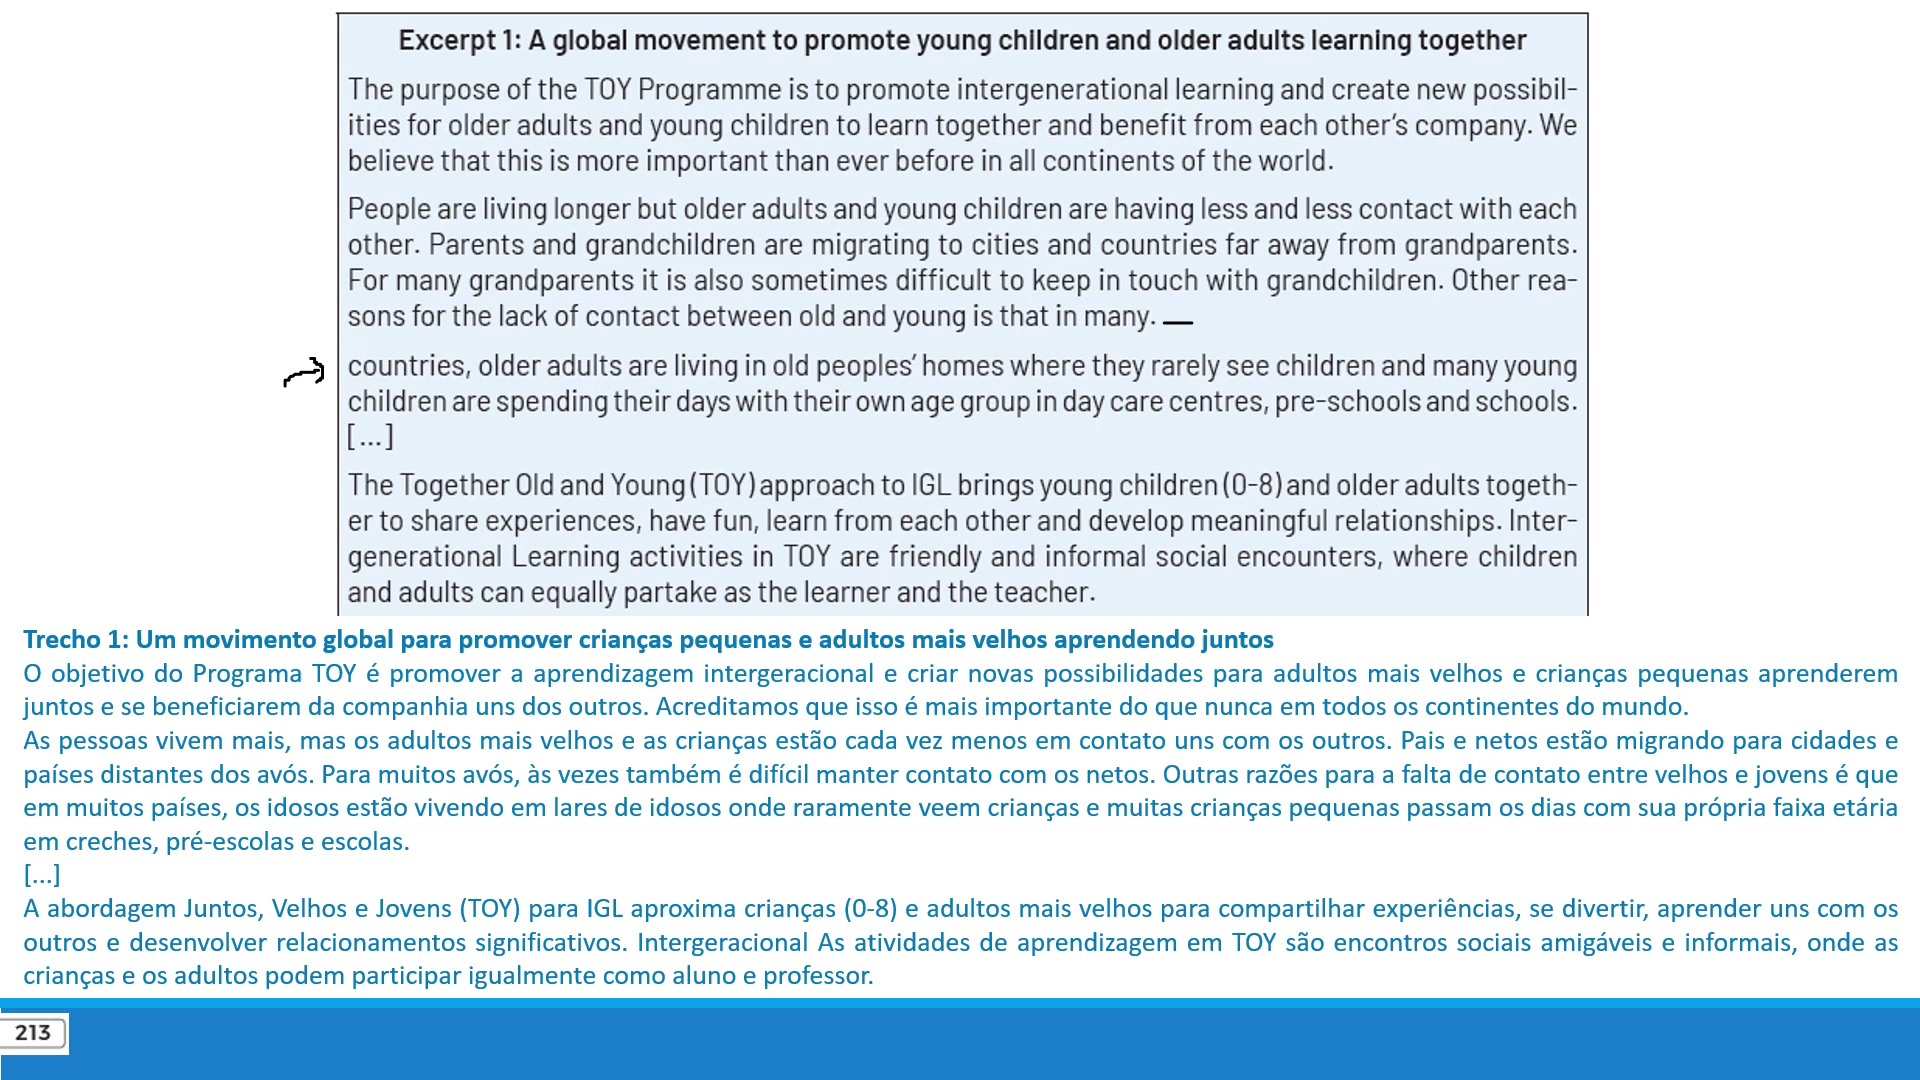 Excerpt 1: A global movement to promote young children and older adults learning together
The purpose of the TOY Programme is to promote intergenerational learning and create new possibil-
ities for older adults and young children to learn together and benefit from each other's company. We
believe that this is more important than ever before in all continents of the world.
People are living longer but older adults and young children are having less and less contact with each
other. Parents and grandchildren are migrating to cities and countries far away from grandparents.
For many grandparents it is also sometimes difficult to keep in touch with grandchildren. Other rea-
sons for the lack of contact between old and young is that in many.
countries, older adults are living in old peoples' homes where they rarely see children and many young
children are spending their days with their own age group in day care centres, pre-schools and schools.
[...]
The Together Old and Young (TOY) approach to IGL brings young children (0-8) and older adults togeth-
er to share experiences, have fun, learn from each other and develop meaningful relationships. Inter-
generational Learning activities in TOY are friendly and informal social encounters, where children
and adults can equally partake as the learner and the teacher.
Trecho 1: Um movimento global para promover crianças pequenas e adultos mais velhos aprendendo juntos
O objetivo do Programa TOY é promover a aprendizagem intergeracional e criar novas possibilidades para adultos mais velhos e crianças pequenas aprenderem
juntos e se beneficiarem da companhia uns dos outros. Acreditamos que isso é mais importante do que nunca em todos os continentes do mundo.
As pessoas vivem mais, mas os adultos mais velhos e as crianças estão cada vez menos em contato uns com os outros. Pais e netos estão migrando para cidades e
países distantes dos avós. Para muitos avós, às vezes também é difícil manter contato com os netos. Outras razões para a falta de contato entre velhos e jovens é que
em muitos países, os idosos estão vivendo em lares de idosos onde raramente veem crianças e muitas crianças pequenas passam os dias com sua própria faixa etária
em creches, pré-escolas e escolas.
[...]
A abordagem Juntos, Velhos e Jovens (TOY) para IGL aproxima crianças (0-8) e adultos mais velhos para compartilhar experiências, se divertir, aprender uns com os
outros e desenvolver relacionamentos significativos. Intergeracional As atividades de aprendizagem em TOY são encontros sociais amigáveis e informais, onde as
crianças e os adultos podem participar igualmente como aluno e professor.
213